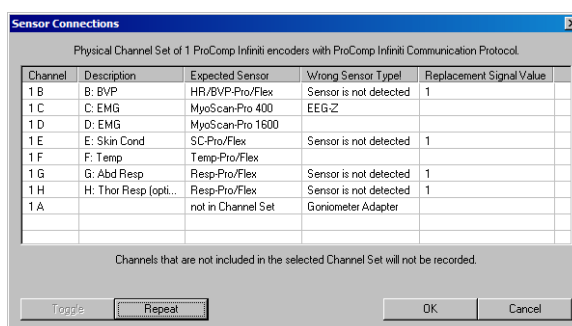 Sensor Connections
Physical Channel Set of 1 ProComp Infiniti encoders with ProComp Infiniti Communication Protocol.
Channel Description Expected Sensor Wrong Sensor Type! Replacement Signal Value
1 B B: BVP HR/BVP-Pro/Flex Sensor is not detected 1
1 C C: EMG MyoScan-Pro 400 EEG-Z
1 D D: EMG MyoScan-Pro 1600
1 E E: Skin Cond SC-Pro/Flex Sensor is not detected 1
1 F F: Temp Temp-Pro/Flex
1 G G: Abd Resp Resp-Pro/Flex Sensor is not detected 1
1 H H: Thor Resp (opti... Resp-Pro/Flex Sensor is not detected 1
1 A not in Channel Set Goniometer Adapter
Channels that are not included in the selected Channel Set will not be recorded.
Toggle Repeat OK Cancel